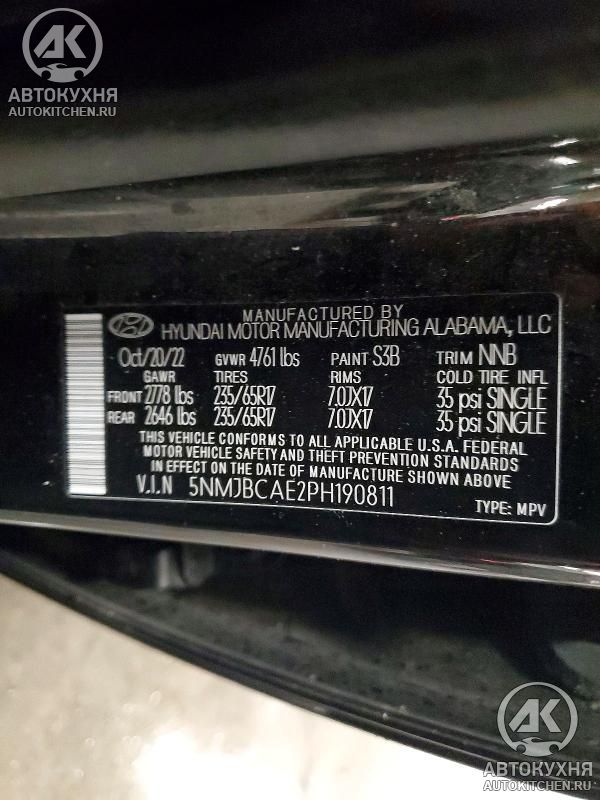 АК
АВТОКУХНЯ
AUTOKITCHEN.RU
MANUFACTURED BY
HYUNDAI MOTOR MANUFACTURING ALABAMA, LLC
Oct/20/22 GVWR 4761 lbs PAINT S3B TRIM NNB
GAWR TIRES RIMS COLD TIRE INFL
FRONT 2778 lbs 235/65R17 7.0JX17 35 psi SINGLE
REAR 2646 lbs 235/65R17 7.0JX17 35 psi SINGLE
THIS VEHICLE CONFORMS TO ALL APPLICABLE U.S.A. FEDERAL
MOTOR VEHICLE SAFETY AND THEFT PREVENTION STANDARDS
IN EFFECT ON THE DATE OF MANUFACTURE SHOWN ABOVE
V.I.N 5NMJBCAE2PH190811
TYPE: MPV
АК
АВТОКУХНЯ
AUTOKITCHEN.RU